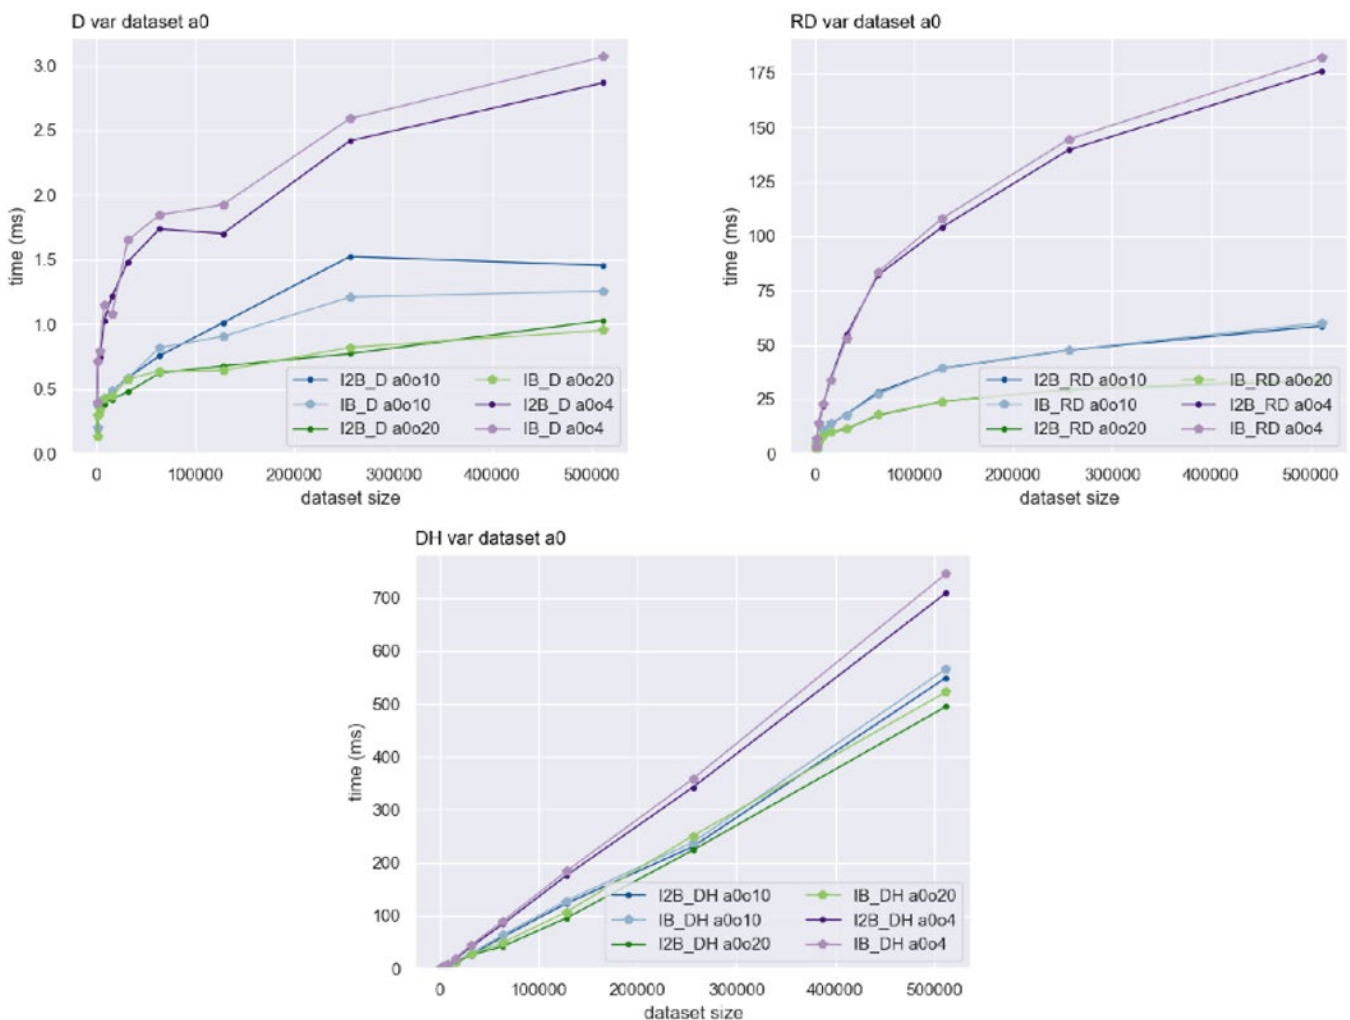 D var dataset a0
3.0
2.5
2.0
1.5
1.0
0.5
0.0
time (ms)
I2B_D a0o10
IB_D a0o10
I2B_D a0o20
IB_D a0o20
I2B_D a0o4
IB_D a0o4
0 100000 200000 300000 400000 500000
dataset size
RD var dataset a0
175
150
125
100
75
50
25
0
time (ms)
I2B_RD a0o10
IB_RD a0o10
I2B_RD a0o20
IB_RD a0o20
I2B_RD a0o4
IB_RD a0o4
0 100000 200000 300000 400000 500000
dataset size
DH var dataset a0
700
600
500
400
300
200
100
0
time (ms)
I2B_DH a0o10
IB_DH a0o10
I2B_DH a0o20
IB_DH a0o20
I2B_DH a0o4
IB_DH a0o4
0 100000 200000 300000 400000 500000
dataset size